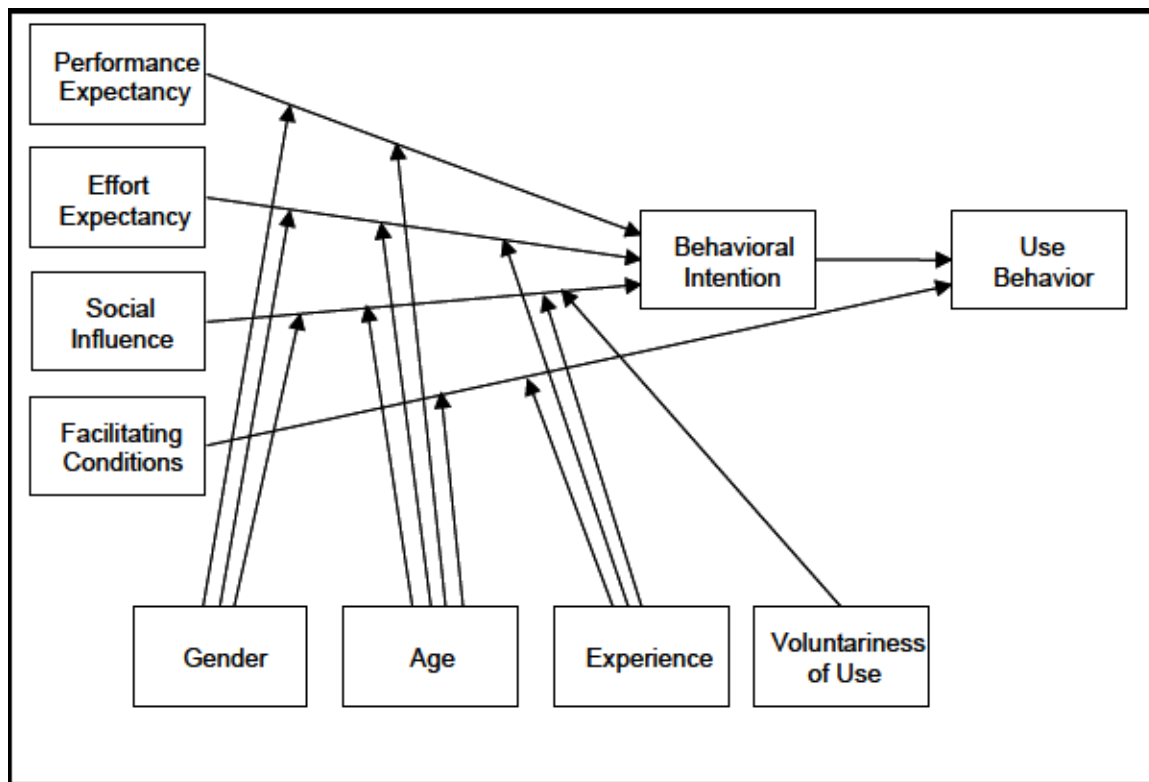 Performance
Expectancy
Effort
Expectancy
Social
Influence
Facilitating
Conditions
Behavioral
Intention
Use
Behavior
Gender
Age
Experience
Voluntariness
of Use